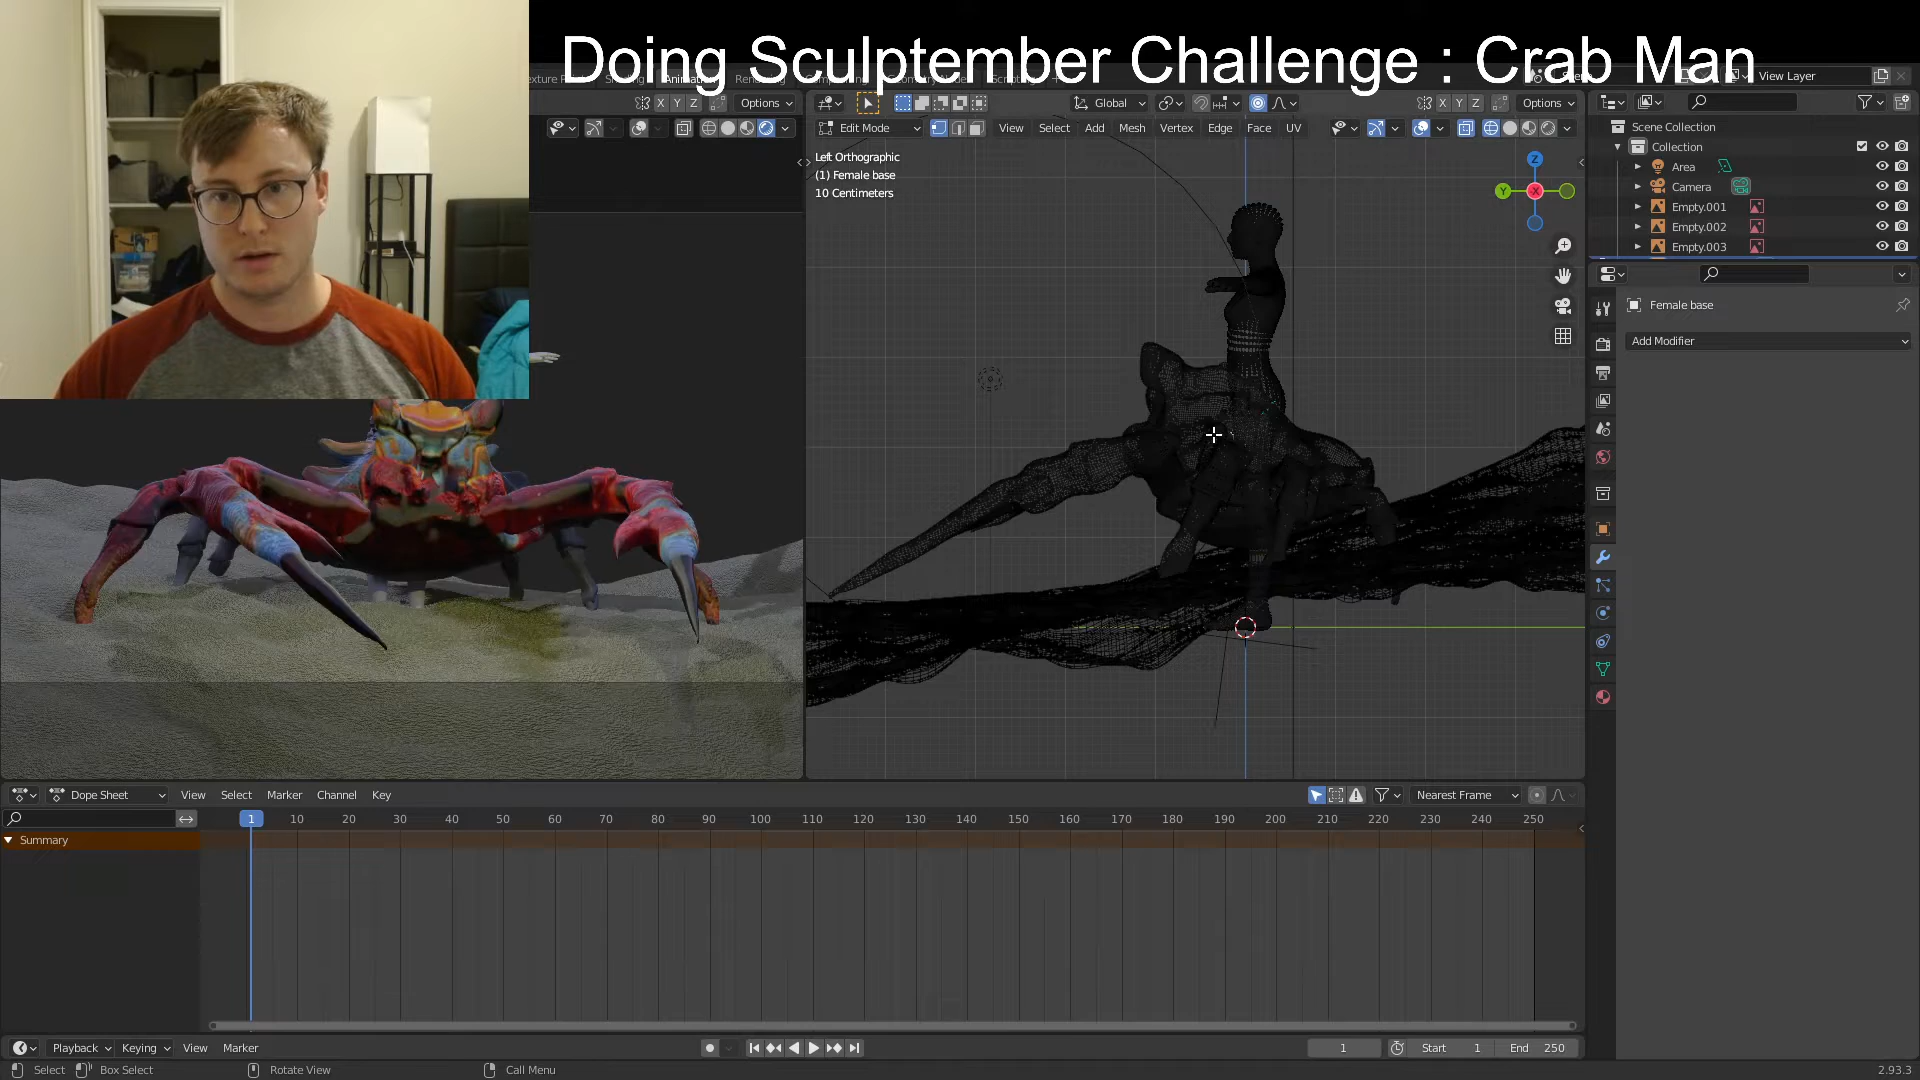 Doing Sculptember Challenge : Crab Man
Animation
View Layer
X Y Z Options
Global
X Y Z Options
Edit Mode View Select Add Mesh Vertex Edge Face UV
Left Orthographic
(1) Female base
10 Centimeters
Z
Y
X
Scene Collection
Collection
Area
Camera
Empty.001
Empty.002
Empty.003
Female base
Add Modifier
Dope Sheet View Select Marker Channel Key
Nearest Frame
1 10 20 30 40 50 60 70 80 90 100 110 120 130 140 150 160 170 180 190 200 210 220 230 240 250
Summary
Playback Keying View Marker
1 Start 1 End 250
Select Box Select Rotate View Call Menu 2.93.3